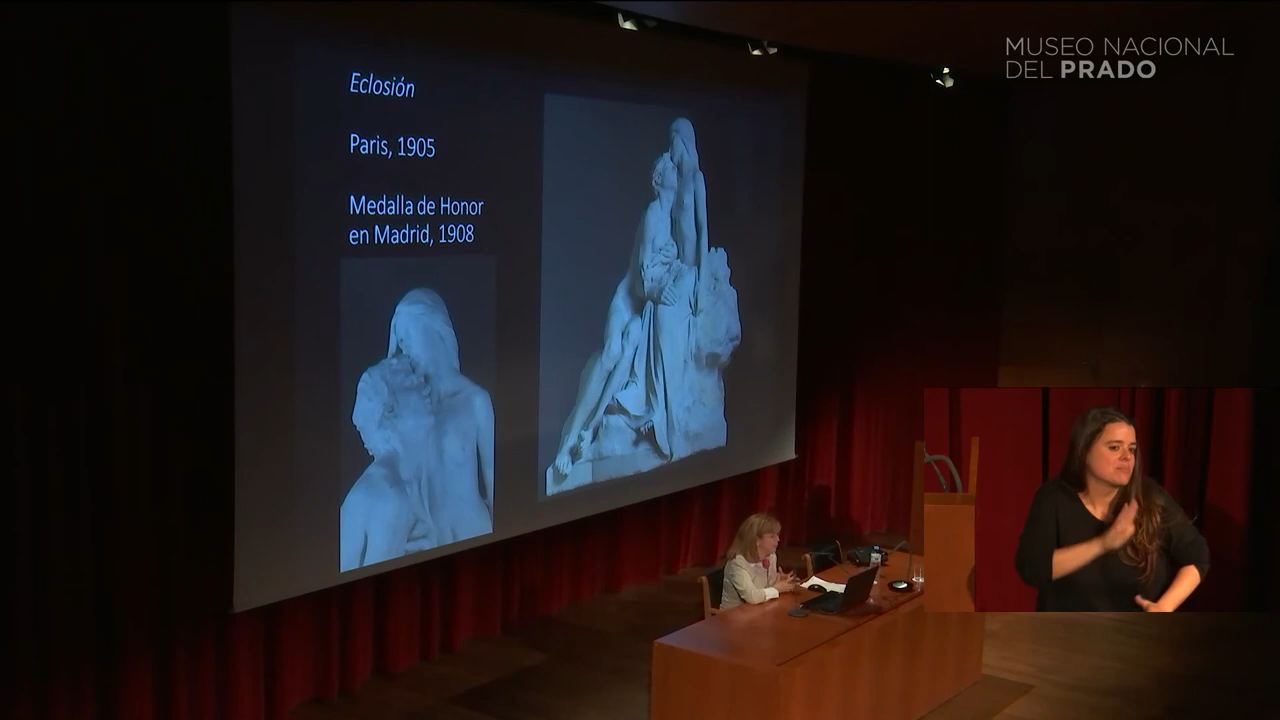 Eclosión
Paris, 1905
Medalla de Honor
en Madrid, 1908
MUSEO NACIONAL
DEL PRADO